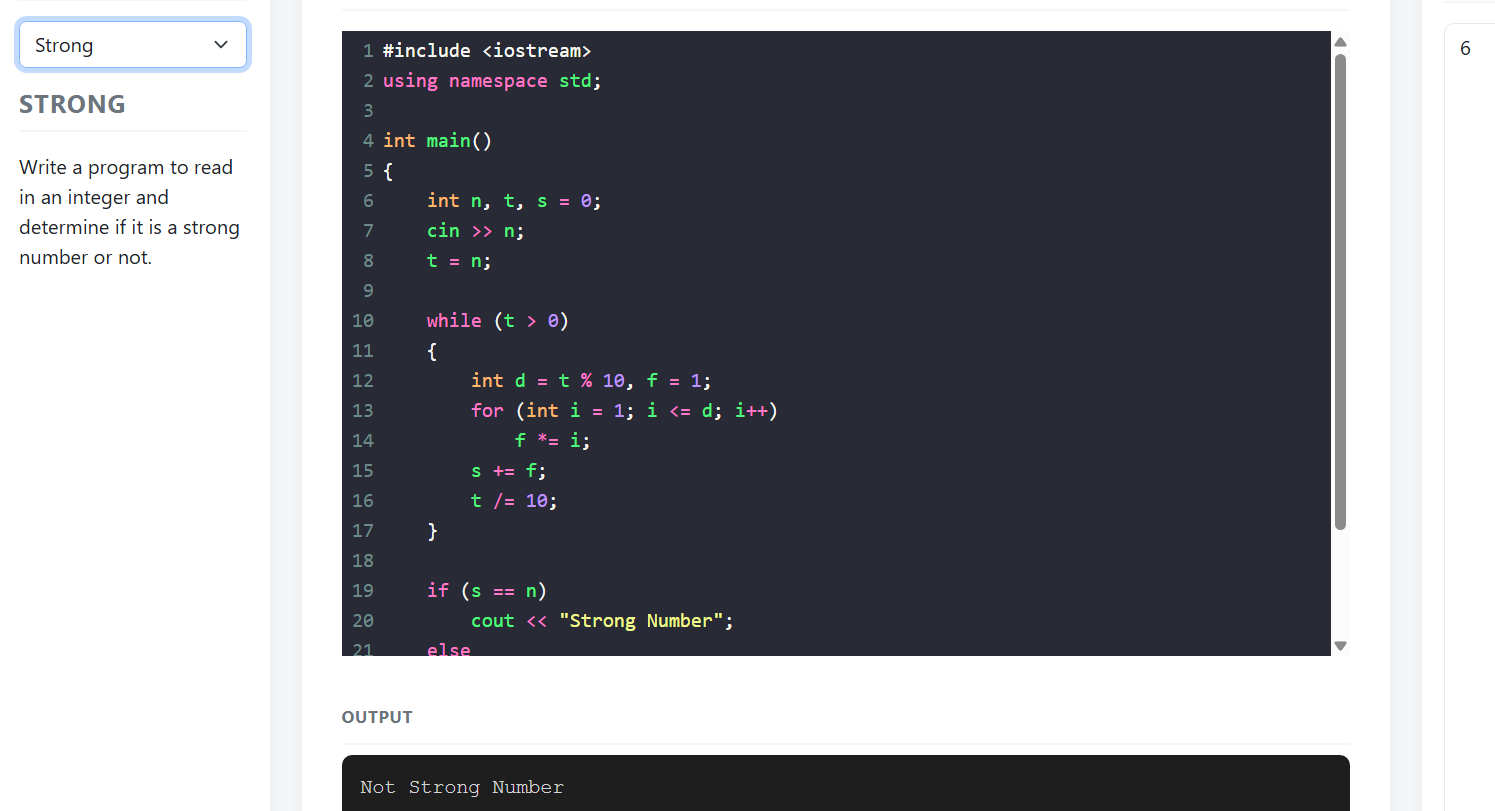 Strong
STRONG
Write a program to read
in an integer and
determine if it is a strong
number or not.
1 #include <iostream>
2 using namespace std;
3
4 int main()
5 {
6     int n, t, s = 0;
7     cin >> n;
8     t = n;
9
10     while (t > 0)
11     {
12         int d = t % 10, f = 1;
13         for (int i = 1; i <= d; i++)
14             f *= i;
15         s += f;
16         t /= 10;
17     }
18
19     if (s == n)
20         cout << "Strong Number";
21     else
OUTPUT
Not Strong Number
6